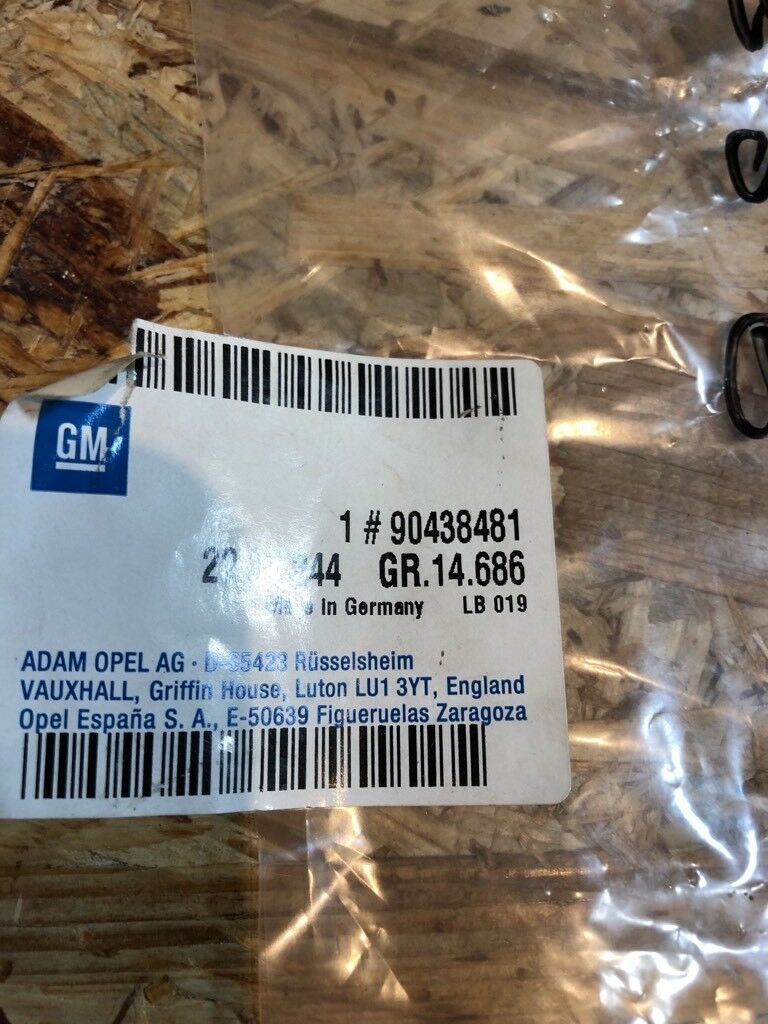 GM
1 # 90438481
GR.14.686
in Germany LB 019
ADAM OPEL AG · D-65423 Rüsselsheim
VAUXHALL, Griffin House, Luton LU1 3YT, England
Opel España S. A., E-50639 Figueruelas Zaragoza